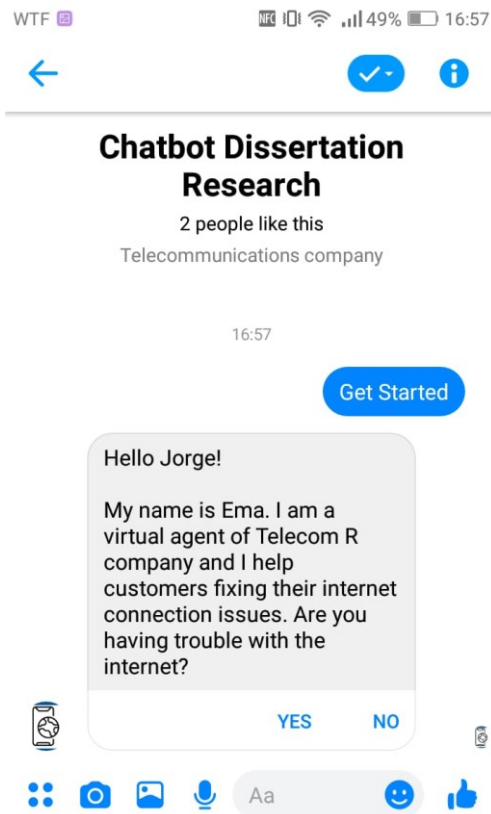 WTF NFC 49% 16:57
Chatbot Dissertation
Research
2 people like this
Telecommunications company
16:57
Get Started
Hello Jorge!
My name is Ema. I am a
virtual agent of Telecom R
company and I help
customers fixing their internet
connection issues. Are you
having trouble with the
internet?
YES NO
Aa